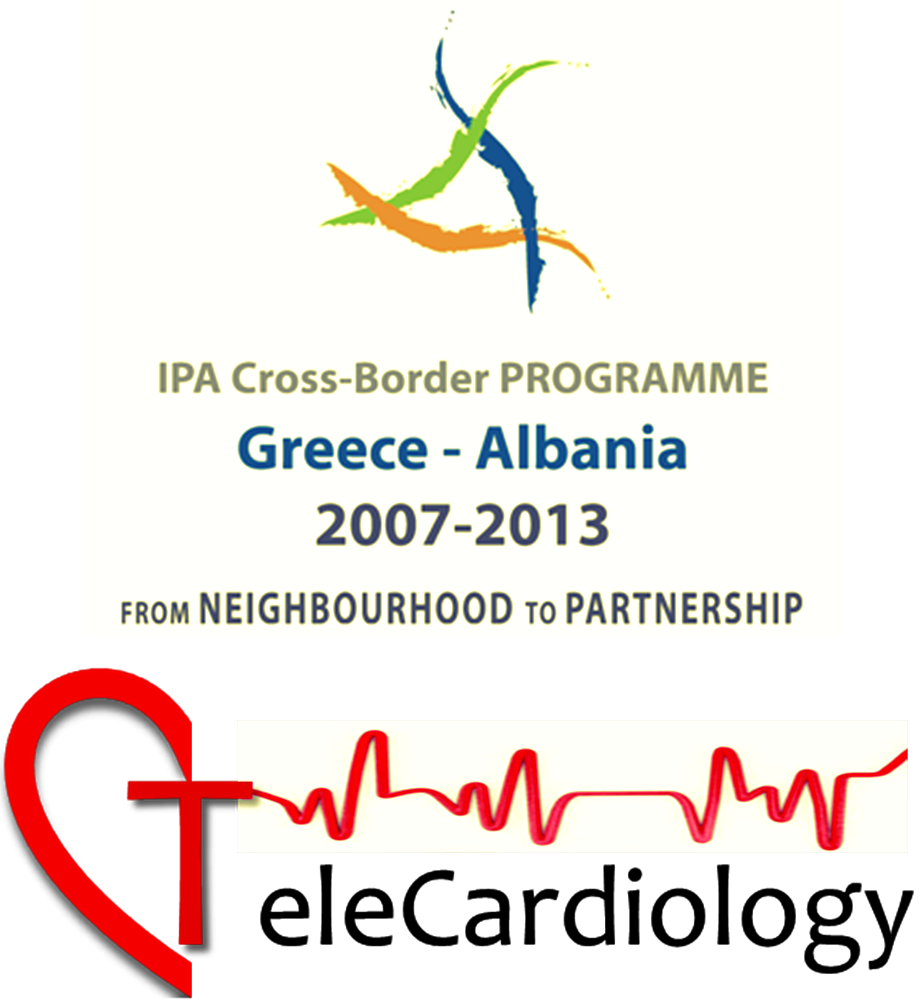 IPA Cross-Border PROGRAMME
Greece - Albania
2007-2013
FROM NEIGHBOURHOOD TO PARTNERSHIP
TeleCardiology